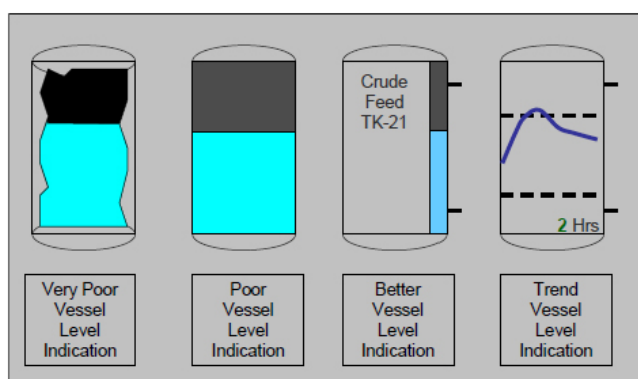 Crude
Feed
TK-21
2 Hrs
Very Poor
Vessel
Level
Indication
Poor
Vessel
Level
Indication
Better
Vessel
Level
Indication
Trend
Vessel
Level
Indication